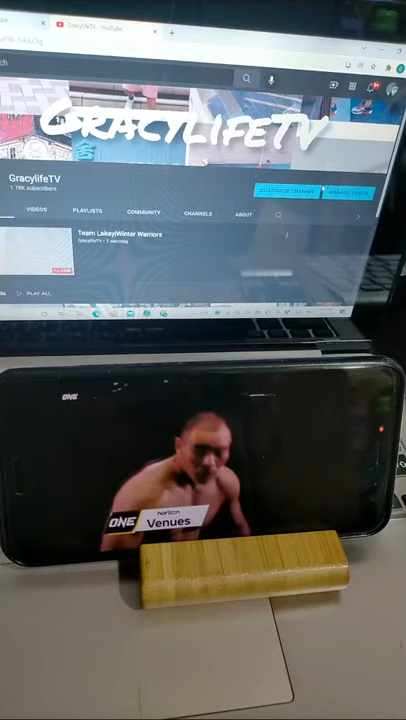 GracylifeTV - YouTube
GRACYLIFETV
GracylifeTV
1.78K subscribers
CUSTOMIZE CHANNEL
MANAGE VIDEOS
VIDEOS
PLAYLISTS
COMMUNITY
CHANNELS
ABOUT
Team Lakay|Winter Warriors
GracylifeTV • 2 watching
LIVE
PLAY ALL
ONE
horizon
ONE Venues